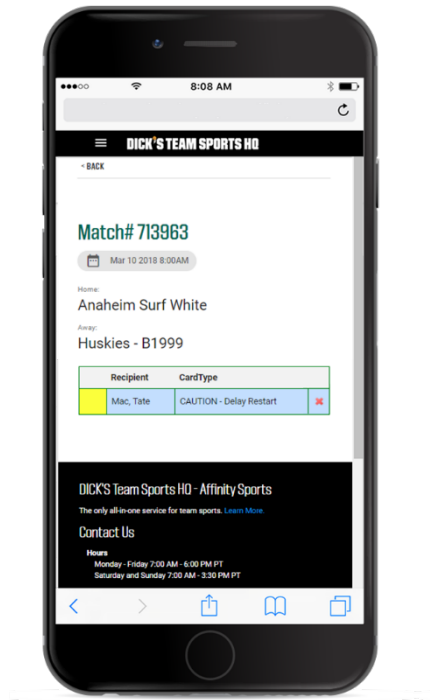 8:08 AM
DICK'S TEAM SPORTS HQ
< BACK
Match# 713963
Mar 10 2018 8:00AM
Home:
Anaheim Surf White
Away:
Huskies - B1999
Recipient CardType
Mac, Tate CAUTION - Delay Restart
DICK'S Team Sports HQ - Affinity Sports
The only all-in-one service for team sports. Learn More.
Contact Us
Hours
Monday - Friday 7:00 AM - 6:00 PM PT
Saturday and Sunday 7:00 AM - 3:30 PM PT